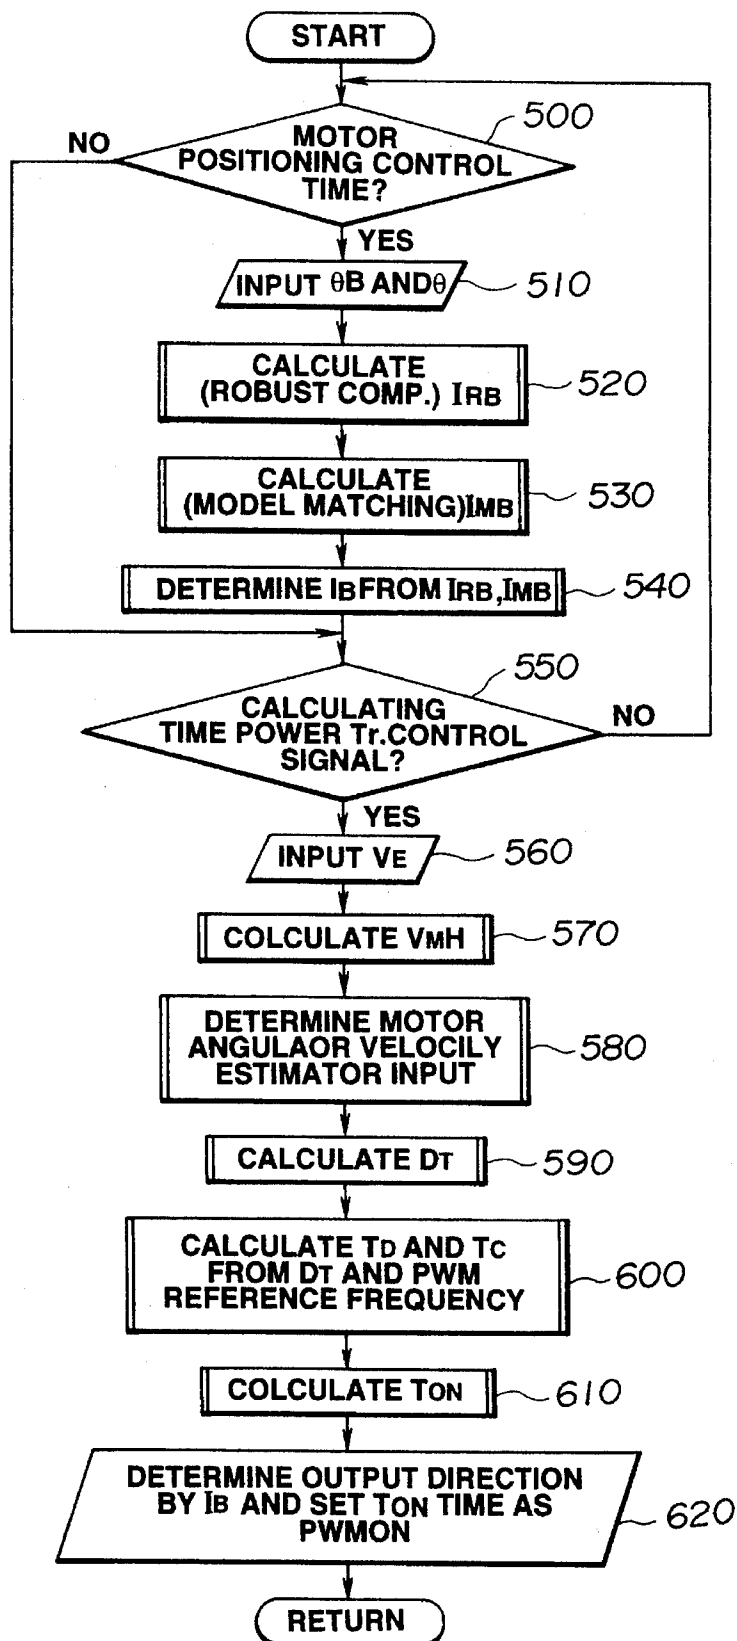 START
500
NO
MOTOR
POSITIONING CONTROL
TIME?
YES
INPUT θB AND θ
510
CALCULATE
(ROBUST COMP.) IRB
520
CALCULATE
(MODEL MATCHING)IMB
530
DETERMINE IB FROM IRB,IMB
540
550
CALCULATING
TIME POWER Tr.CONTROL
SIGNAL?
NO
YES
INPUT VE
560
COLCULATE VMH
570
DETERMINE MOTOR
ANGULAOR VELOCILY
ESTIMATOR INPUT
580
CALCULATE DT
590
CALCULATE TD AND TC
FROM DT AND PWM
REFERENCE FREQUENCY
600
COLCULATE TON
610
DETERMINE OUTPUT DIRECTION
BY IB AND SET TON TIME AS
PWMON
620
RETURN